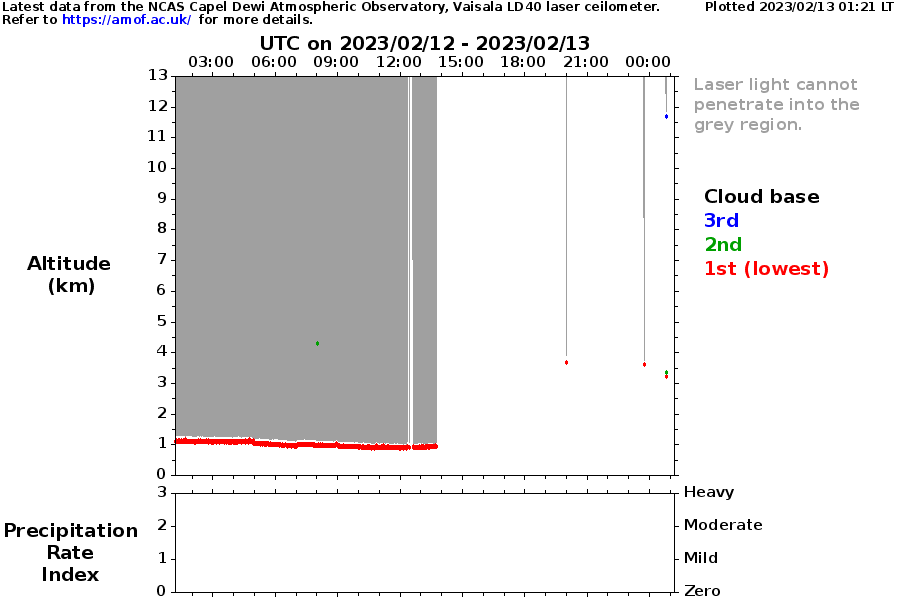 Latest data from the NCAS Capel Dewi Atmospheric Observatory, Vaisala LD40 laser ceilometer. Plotted 2023/02/13 01:21 LT
Refer to https://amof.ac.uk/ for more details.
UTC on 2023/02/12 - 2023/02/13
03:00 06:00 09:00 12:00 15:00 18:00 21:00 00:00
13
12
11
10
9
8
7
6
5
4
3
2
1
0
Altitude
(km)
Laser light cannot
penetrate into the
grey region.
Cloud base
3rd
2nd
1st (lowest)
3
2
1
0
Precipitation
Rate
Index
Heavy
Moderate
Mild
Zero